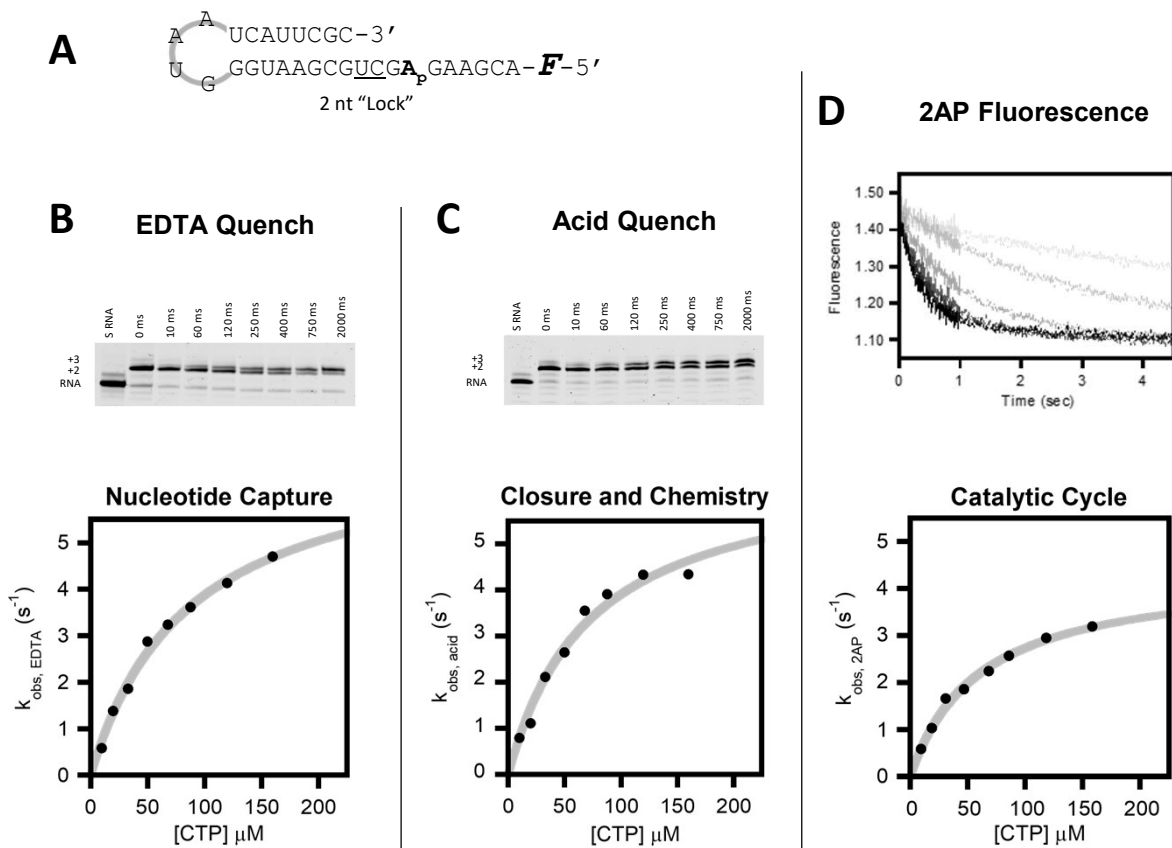 A
A A UCAUUCGC-3'
U G GGUAAGCGUCGApGAAGCA-F-5'
2 nt “Lock”
B
EDTA Quench
S RNA 0 ms 10 ms 60 ms 120 ms 250 ms 400 ms 750 ms 2000 ms
+3
+2
RNA
Nucleotide Capture
kobs, EDTA (s-1)
5
4
3
2
1
0
0 50 100 150 200
[CTP] μM
C
Acid Quench
S RNA 0 ms 10 ms 60 ms 120 ms 250 ms 400 ms 750 ms 2000 ms
+3
+2
RNA
Closure and Chemistry
kobs, acid (s-1)
5
4
3
2
1
0
0 50 100 150 200
[CTP] μM
D
2AP Fluorescence
Fluorescence
1.50
1.40
1.30
1.20
1.10
0 1 2 3 4
Time (sec)
Catalytic Cycle
kobs, 2AP (s-1)
5
4
3
2
1
0
0 50 100 150 200
[CTP] μM